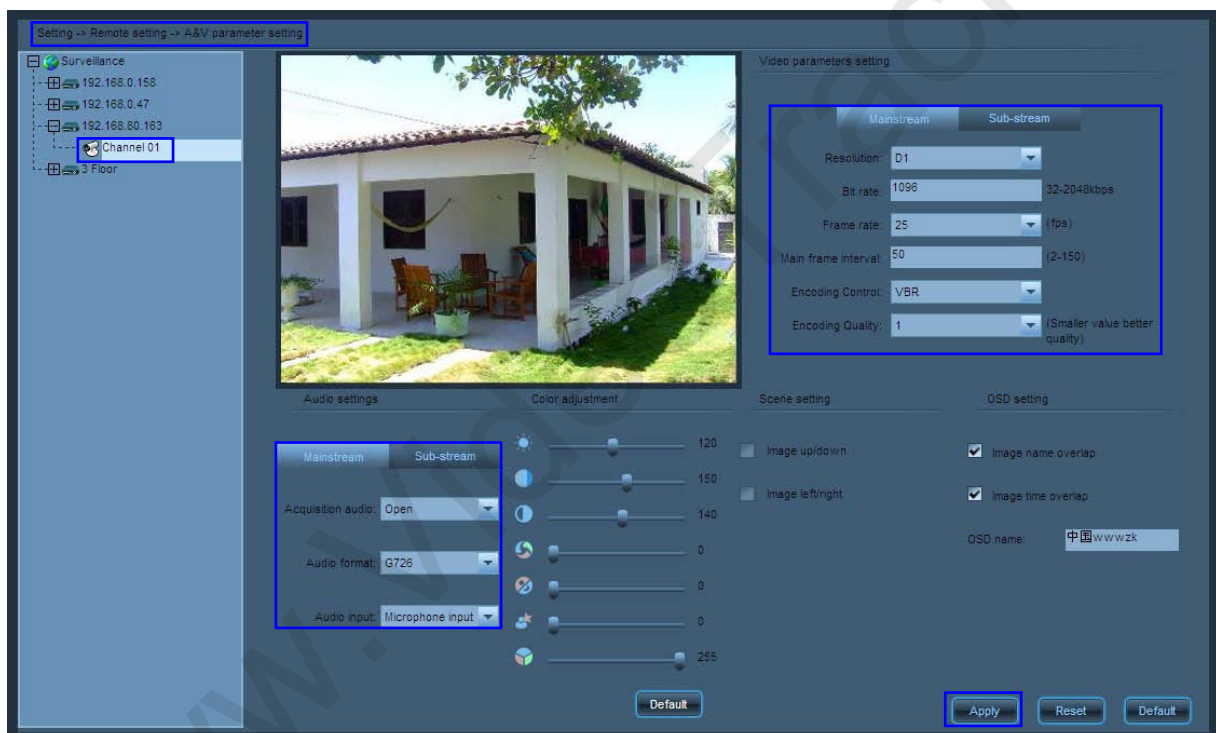 Setting -> Remote setting -> A&V parameter setting
Surveillance
192.168.0.158
192.168.0.47
192.168.80.163
Channel 01
3 Floor
Video parameters setting
Mainstream Sub-stream
Resolution: D1
Bit rate: 1096 32-2048kbps
Frame rate: 25 (fps)
Main frame interval: 50 (2-150)
Encoding Control: VBR
Encoding Quality: 1 (Smaller value better
quality)
Audio settings
Mainstream Sub-stream
Acquisition audio: Open
Audio format: G726
Audio input: Microphone input
Color adjustment
120
150
140
0
0
0
255
Default
Scene setting
Image up/down
Image left/right
OSD setting
Image name overlap
Image time overlap
OSD name: 中国wwwzk
Apply Reset Default